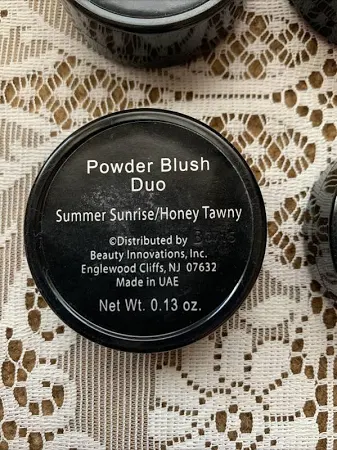 Powder Blush
Duo
Summer Sunrise/Honey Tawny
©Distributed by
Beauty Innovations, Inc.
Englewood Cliffs, NJ 07632
Made in UAE
Net Wt. 0.13 oz.